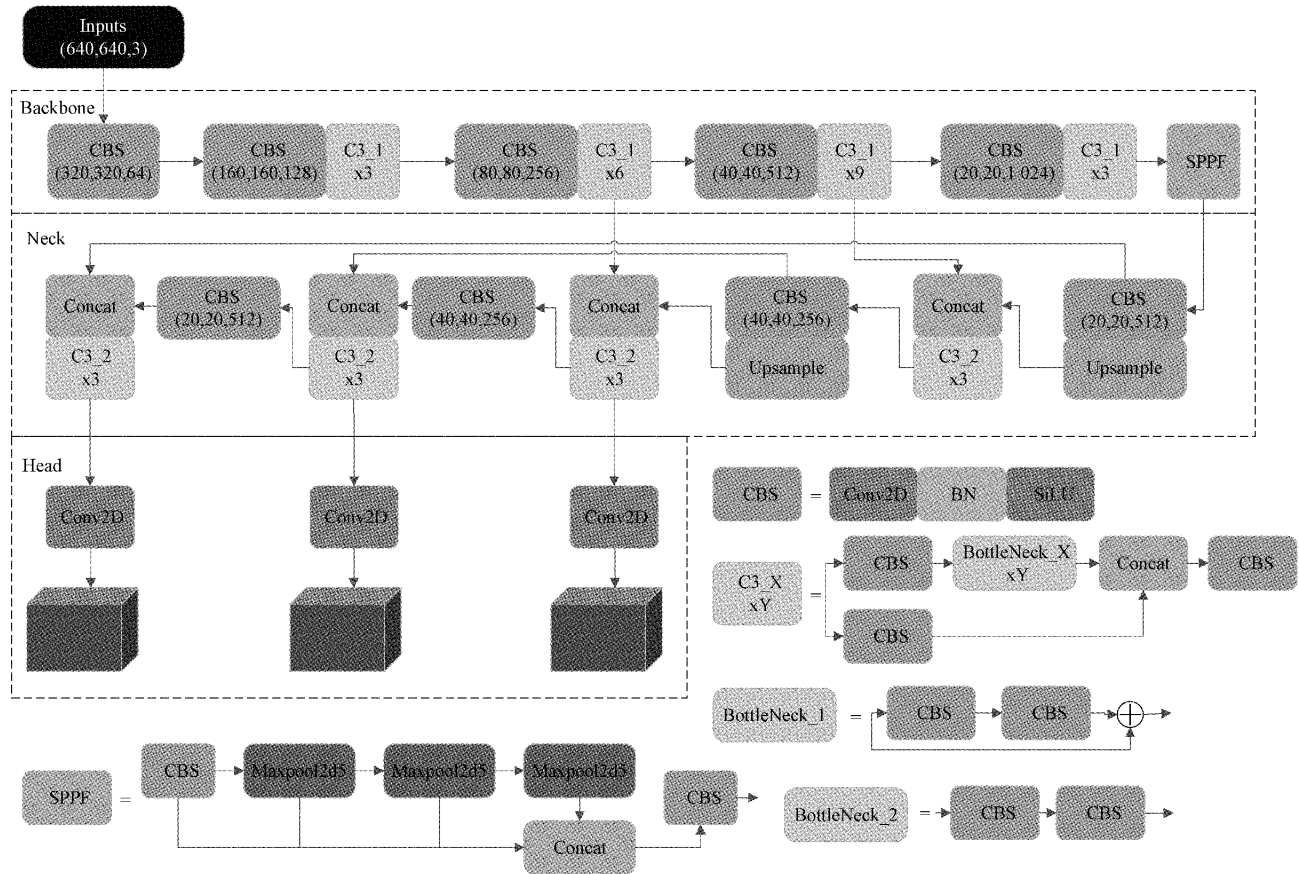 Inputs
(640,640,3)
Backbone
CBS
(320,320,64)
CBS
(160,160,128)
C3_1
x3
CBS
(80,80,256)
C3_1
x6
CBS
(40,40,512)
C3_1
x9
CBS
(20,20,1 024)
C3_1
x3
SPPF
Neck
Concat
C3_2
x3
CBS
(20,20,512)
Concat
C3_2
x3
CBS
(40,40,256)
Concat
C3_2
x3
CBS
(40,40,256)
Upsample
Concat
C3_2
x3
CBS
(20,20,512)
Upsample
Head
Conv2D
Conv2D
Conv2D
CBS
=
Conv2D
BN
SiLU
C3_X
xY
=
CBS
BottleNeck_X
xY
Concat
CBS
CBS
BottleNeck_1
=
CBS
CBS
SPPF
=
CBS
Maxpool2d5
Maxpool2d5
Maxpool2d5
Concat
CBS
BottleNeck_2
=
CBS
CBS